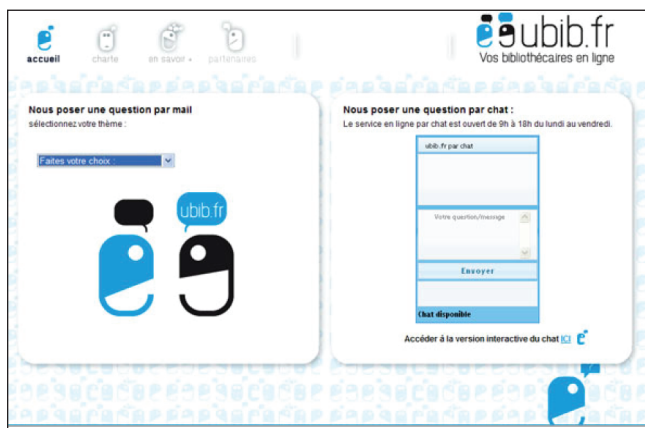 accueil
charte
en savoir +
partenaires
ubib.fr
Vos bibliothécaires en ligne
Nous poser une question par mail
sélectionnez votre thème :
Faites votre choix :
ubib.fr
Nous poser une question par chat :
Le service en ligne par chat est ouvert de 9h à 18h du lundi au vendredi.
ubib.fr par chat
Votre question/message
Envoyer
Chat disponible
Accéder à la version interactive du chat ICI